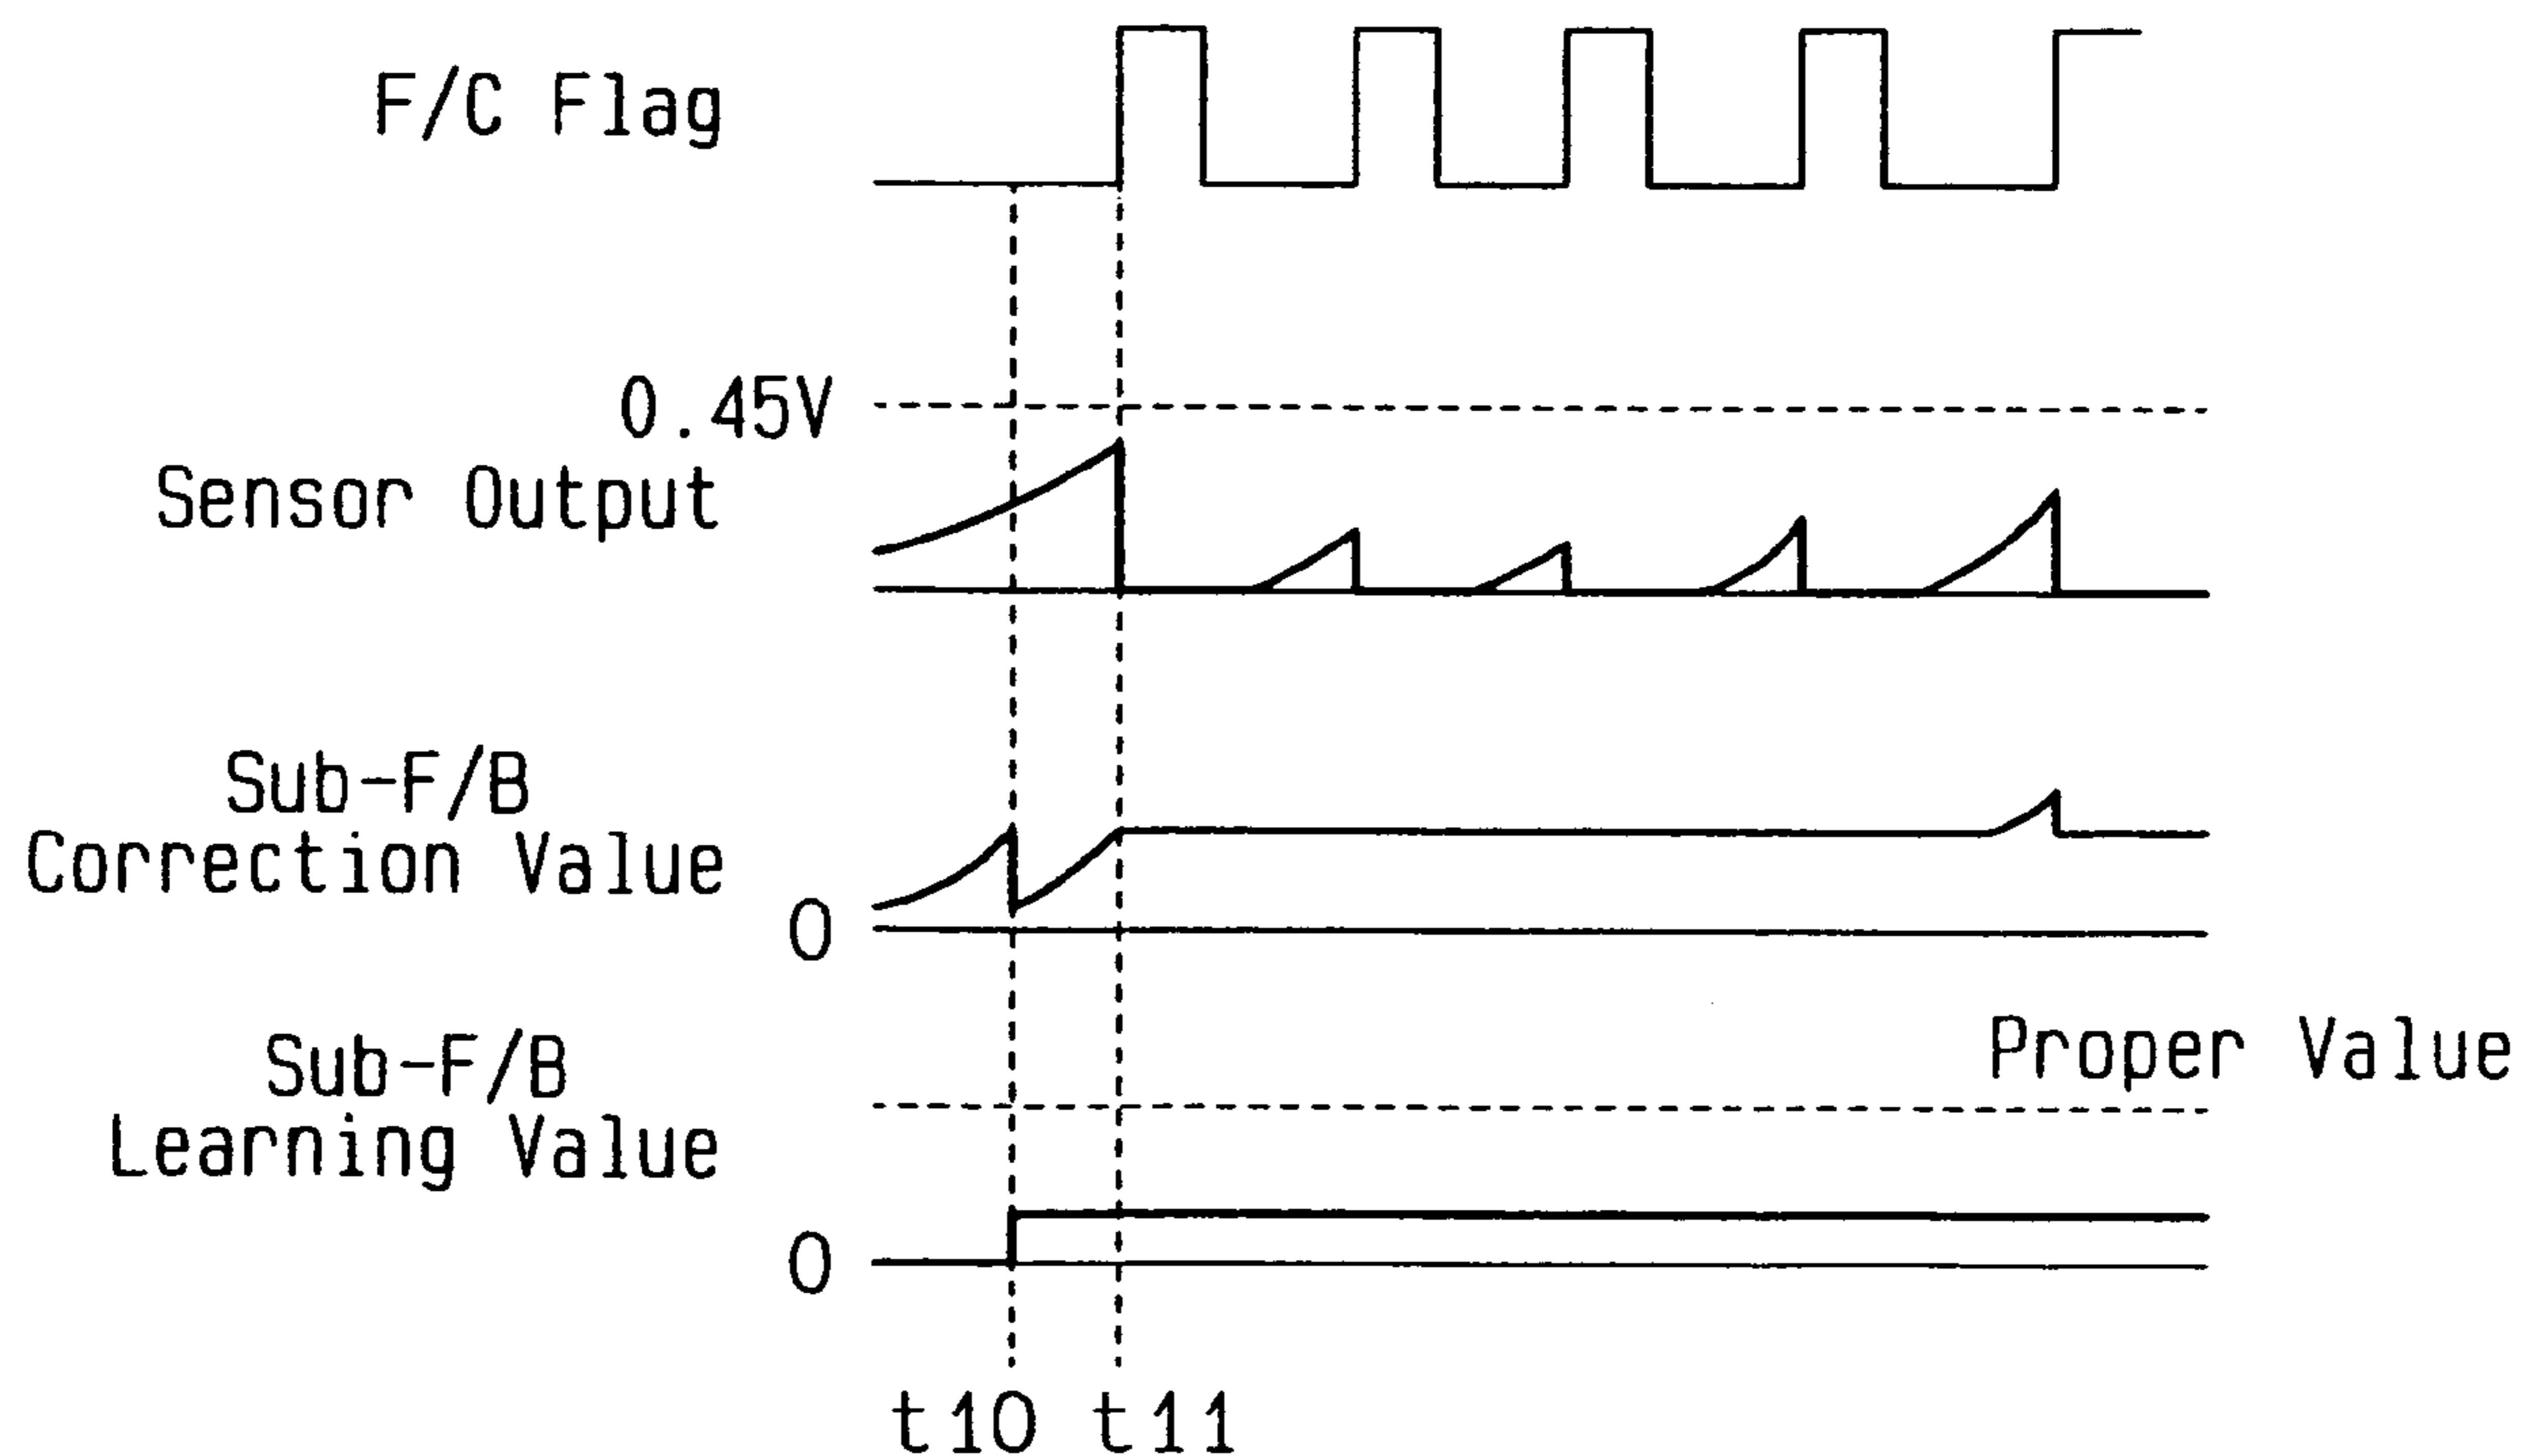 F/C Flag
0.45V
Sensor Output
Sub-F/B
Correction Value
0
Proper Value
Sub-F/B
Learning Value
0
t10 t11